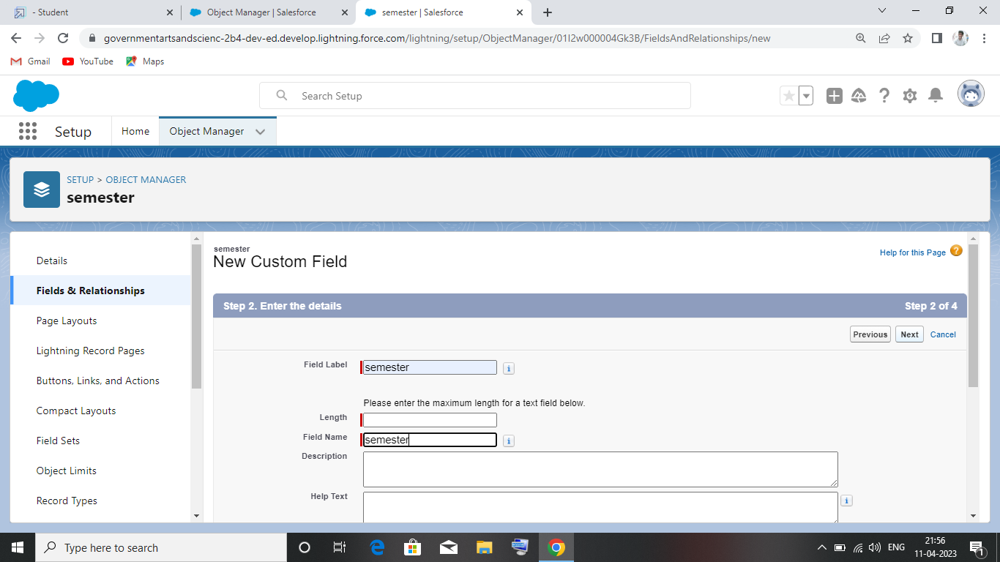 - Student
Object Manager | Salesforce
semester | Salesforce
governmentartsandscienc-2b4-dev-ed.develop.lightning.force.com/lightning/setup/ObjectManager/01I2w000004Gk3B/FieldsAndRelationships/new
Gmail
YouTube
Maps
Search Setup
Setup
Home
Object Manager
SETUP > OBJECT MANAGER
semester
Details
Fields & Relationships
Page Layouts
Lightning Record Pages
Buttons, Links, and Actions
Compact Layouts
Field Sets
Object Limits
Record Types
semester
New Custom Field
Help for this Page
Step 2. Enter the details
Step 2 of 4
Previous
Next
Cancel
Field Label
semester
Please enter the maximum length for a text field below.
Length
Field Name
semester
Description
Help Text
Type here to search
ENG
21:56
11-04-2023
1